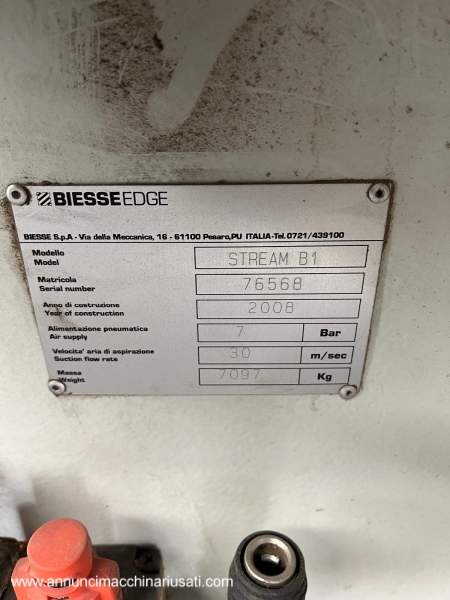 BIESSE EDGE
BIESSE S.p.A - Via della Meccanica, 16 - 61100 Pesaro,PU ITALIA-Tel.0721/439100
Modello
Model
STREAM B1
Matricola
Serial number
76568
Anno di costruzione
Year of construction
2008
Alimentazione pneumatica
Air supply
7 Bar
Velocita' aria di aspirazione
Suction flow rate
30 m/sec
Massa
Weight
7097 Kg
www.annuncimacchinariusati.com